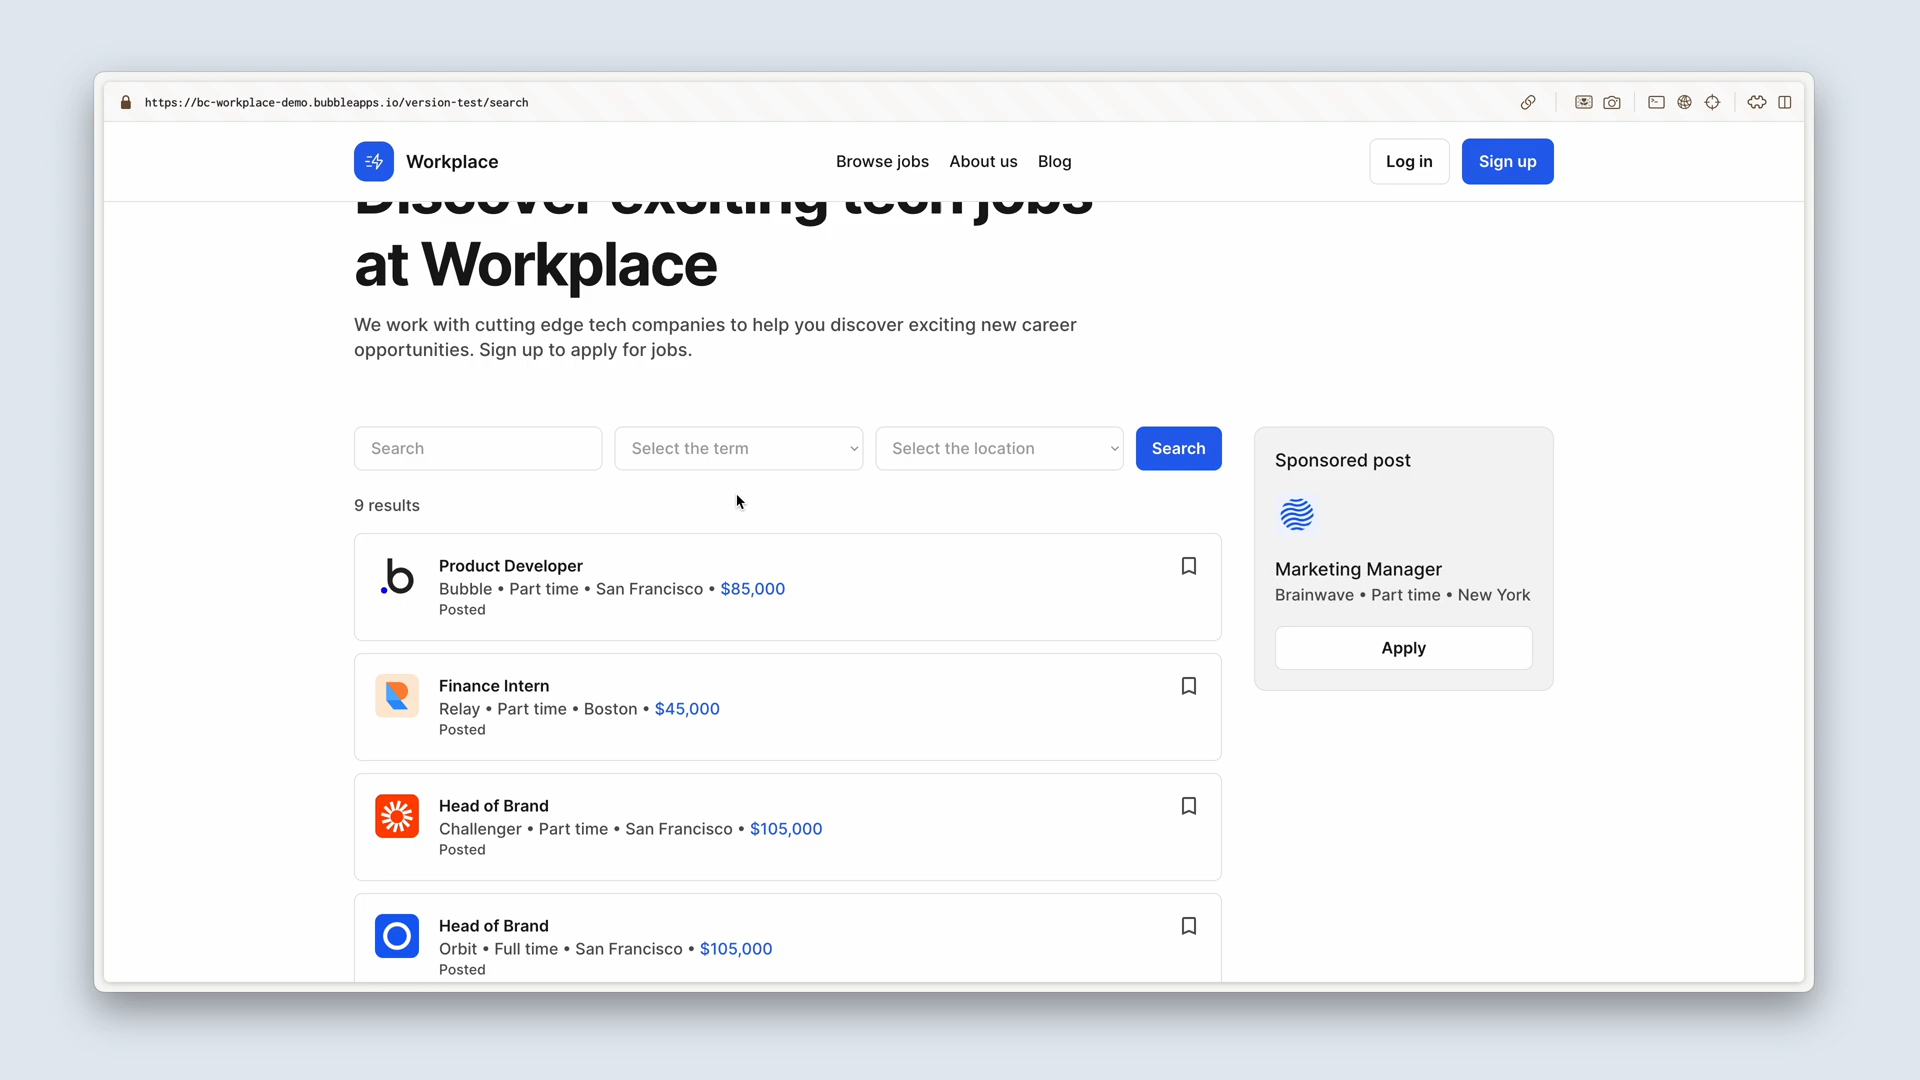 https://bc-workplace-demo.bubbleapps.io/version-test/search
Workplace
Browse jobs
About us
Blog
Log in
Sign up
Discover exciting tech jobs
at Workplace
We work with cutting edge tech companies to help you discover exciting new career
opportunities. Sign up to apply for jobs.
Search
Select the term
Select the location
Search
9 results
Product Developer
Bubble • Part time • San Francisco • $85,000
Posted
Finance Intern
Relay • Part time • Boston • $45,000
Posted
Head of Brand
Challenger • Part time • San Francisco • $105,000
Posted
Head of Brand
Orbit • Full time • San Francisco • $105,000
Posted
Sponsored post
Marketing Manager
Brainwave • Part time • New York
Apply